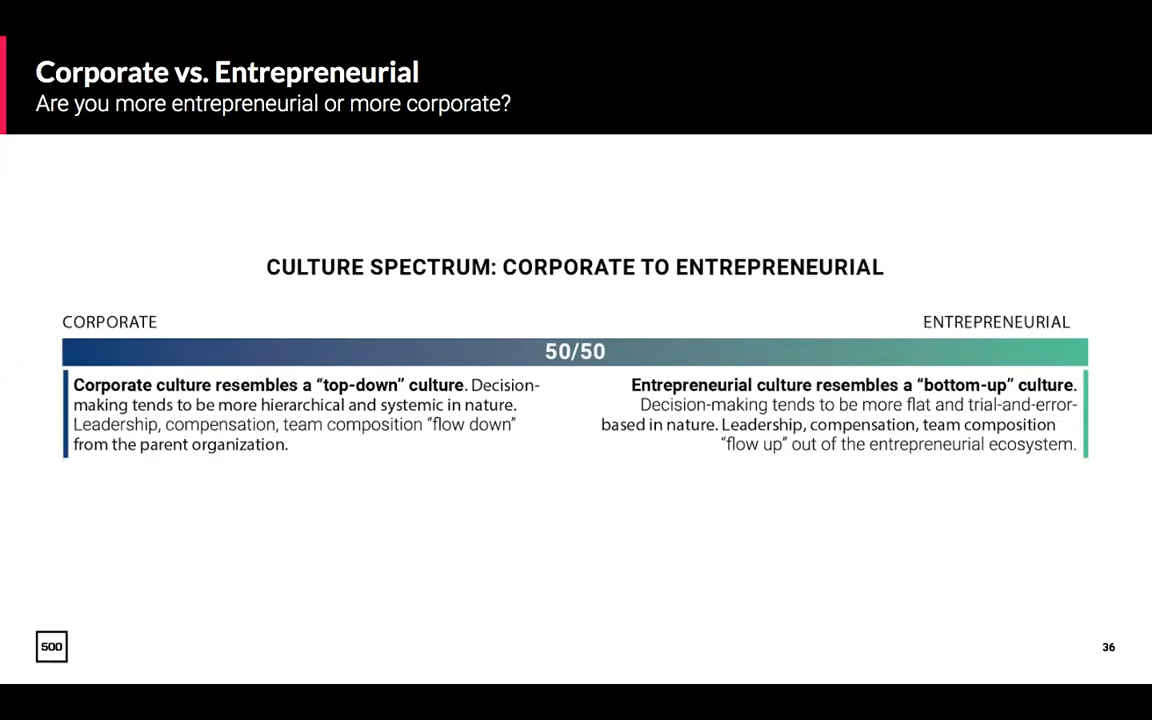 Corporate vs. Entrepreneurial
Are you more entrepreneurial or more corporate?
CULTURE SPECTRUM: CORPORATE TO ENTREPRENEURIAL
CORPORATE
ENTREPRENEURIAL
50/50
Corporate culture resembles a “top-down” culture. Decision-
making tends to be more hierarchical and systemic in nature.
Leadership, compensation, team composition “flow down”
from the parent organization.
Entrepreneurial culture resembles a “bottom-up” culture.
Decision-making tends to be more flat and trial-and-error-
based in nature. Leadership, compensation, team composition
“flow up” out of the entrepreneurial ecosystem.
500
36